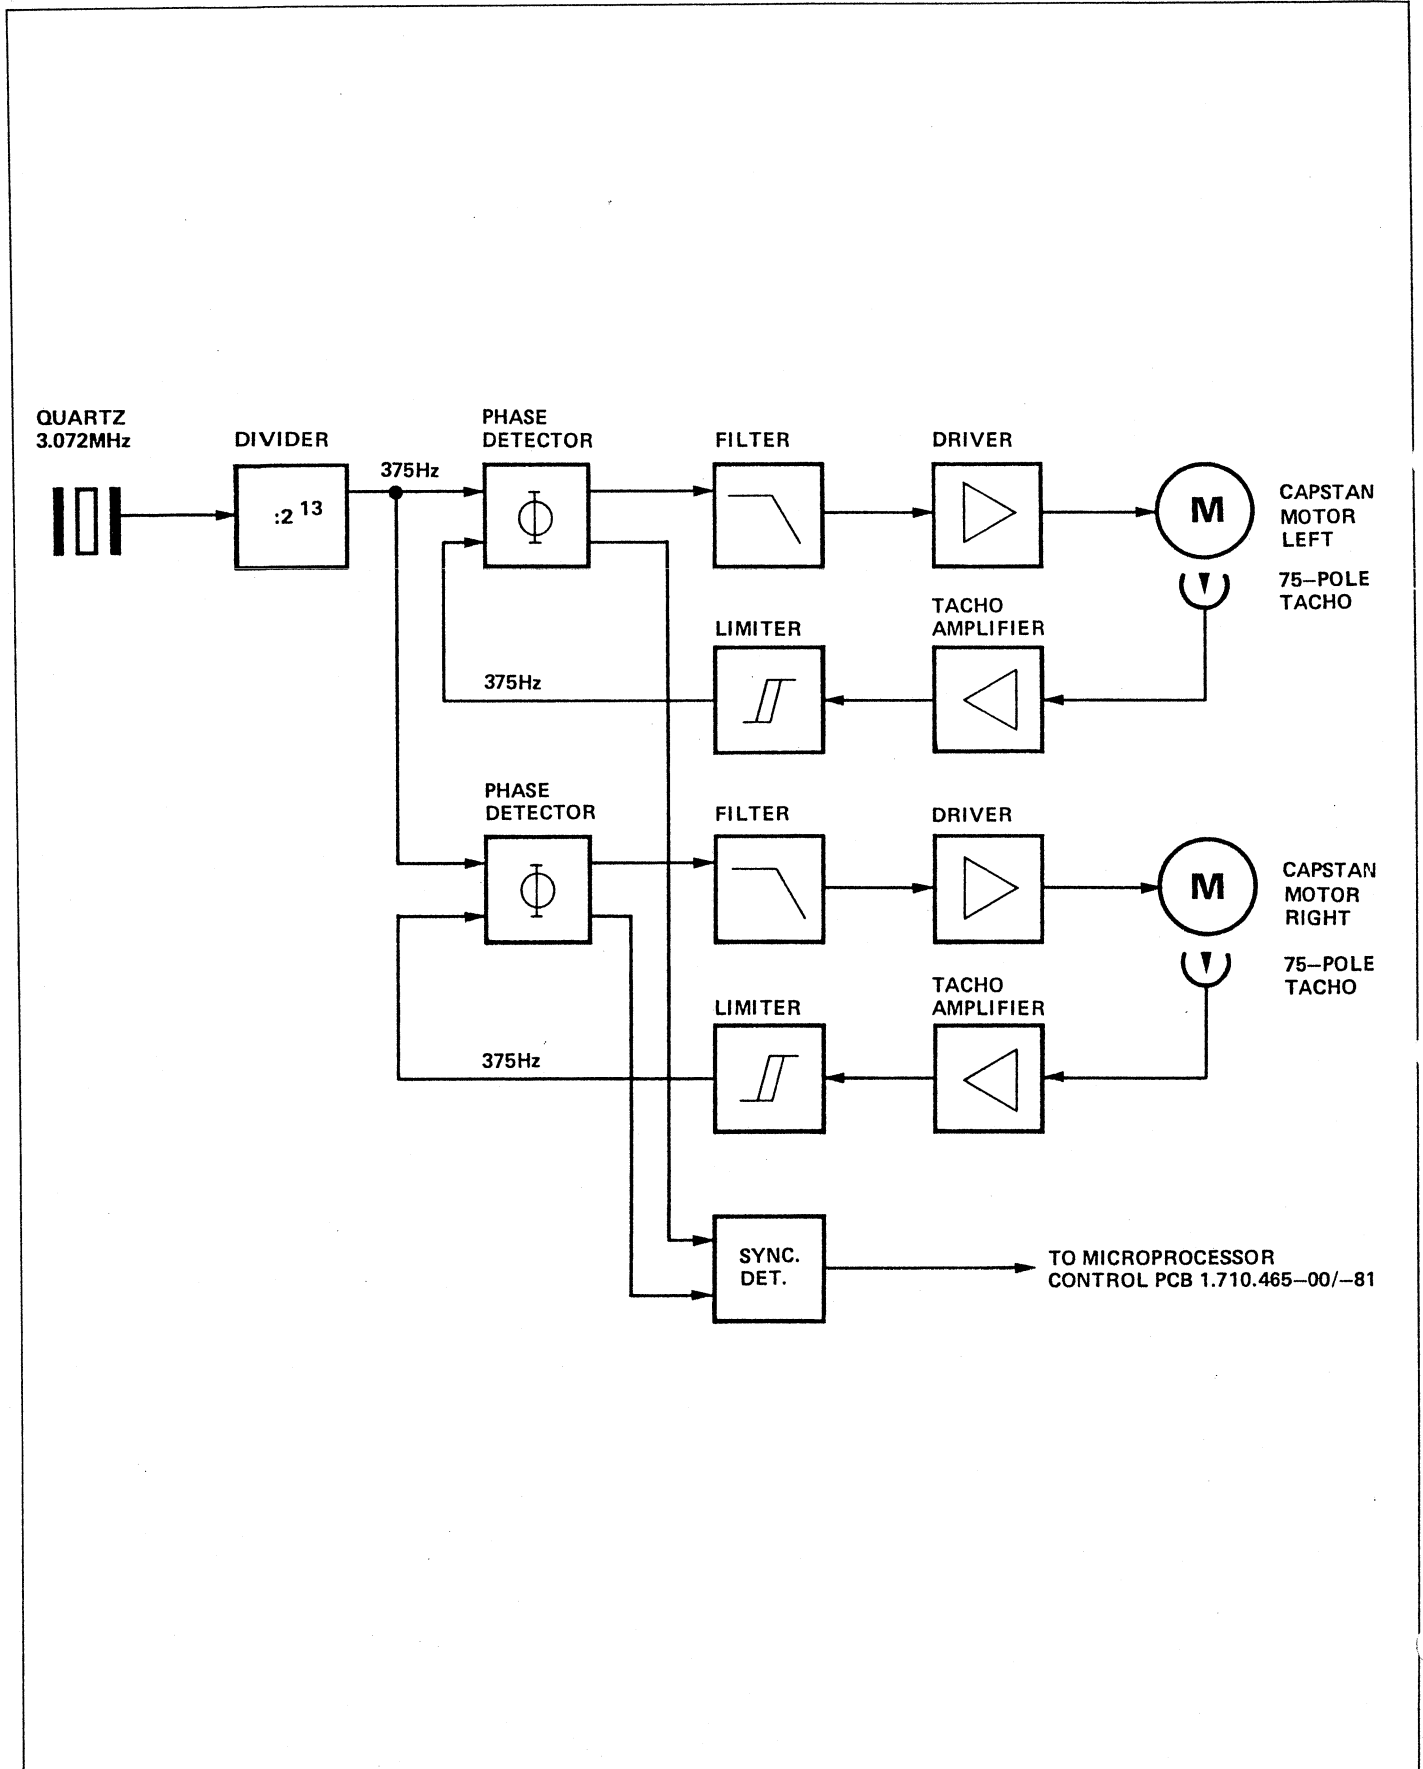 QUARTZ
3.072MHz
DIVIDER
:2 13
375Hz
PHASE
DETECTOR
Φ
FILTER
DRIVER
M
CAPSTAN
MOTOR
LEFT
75–POLE
TACHO
TACHO
AMPLIFIER
LIMITER
375Hz
PHASE
DETECTOR
Φ
FILTER
DRIVER
M
CAPSTAN
MOTOR
RIGHT
75–POLE
TACHO
TACHO
AMPLIFIER
LIMITER
375Hz
SYNC.
DET.
TO MICROPROCESSOR
CONTROL PCB 1.710.465–00/–81